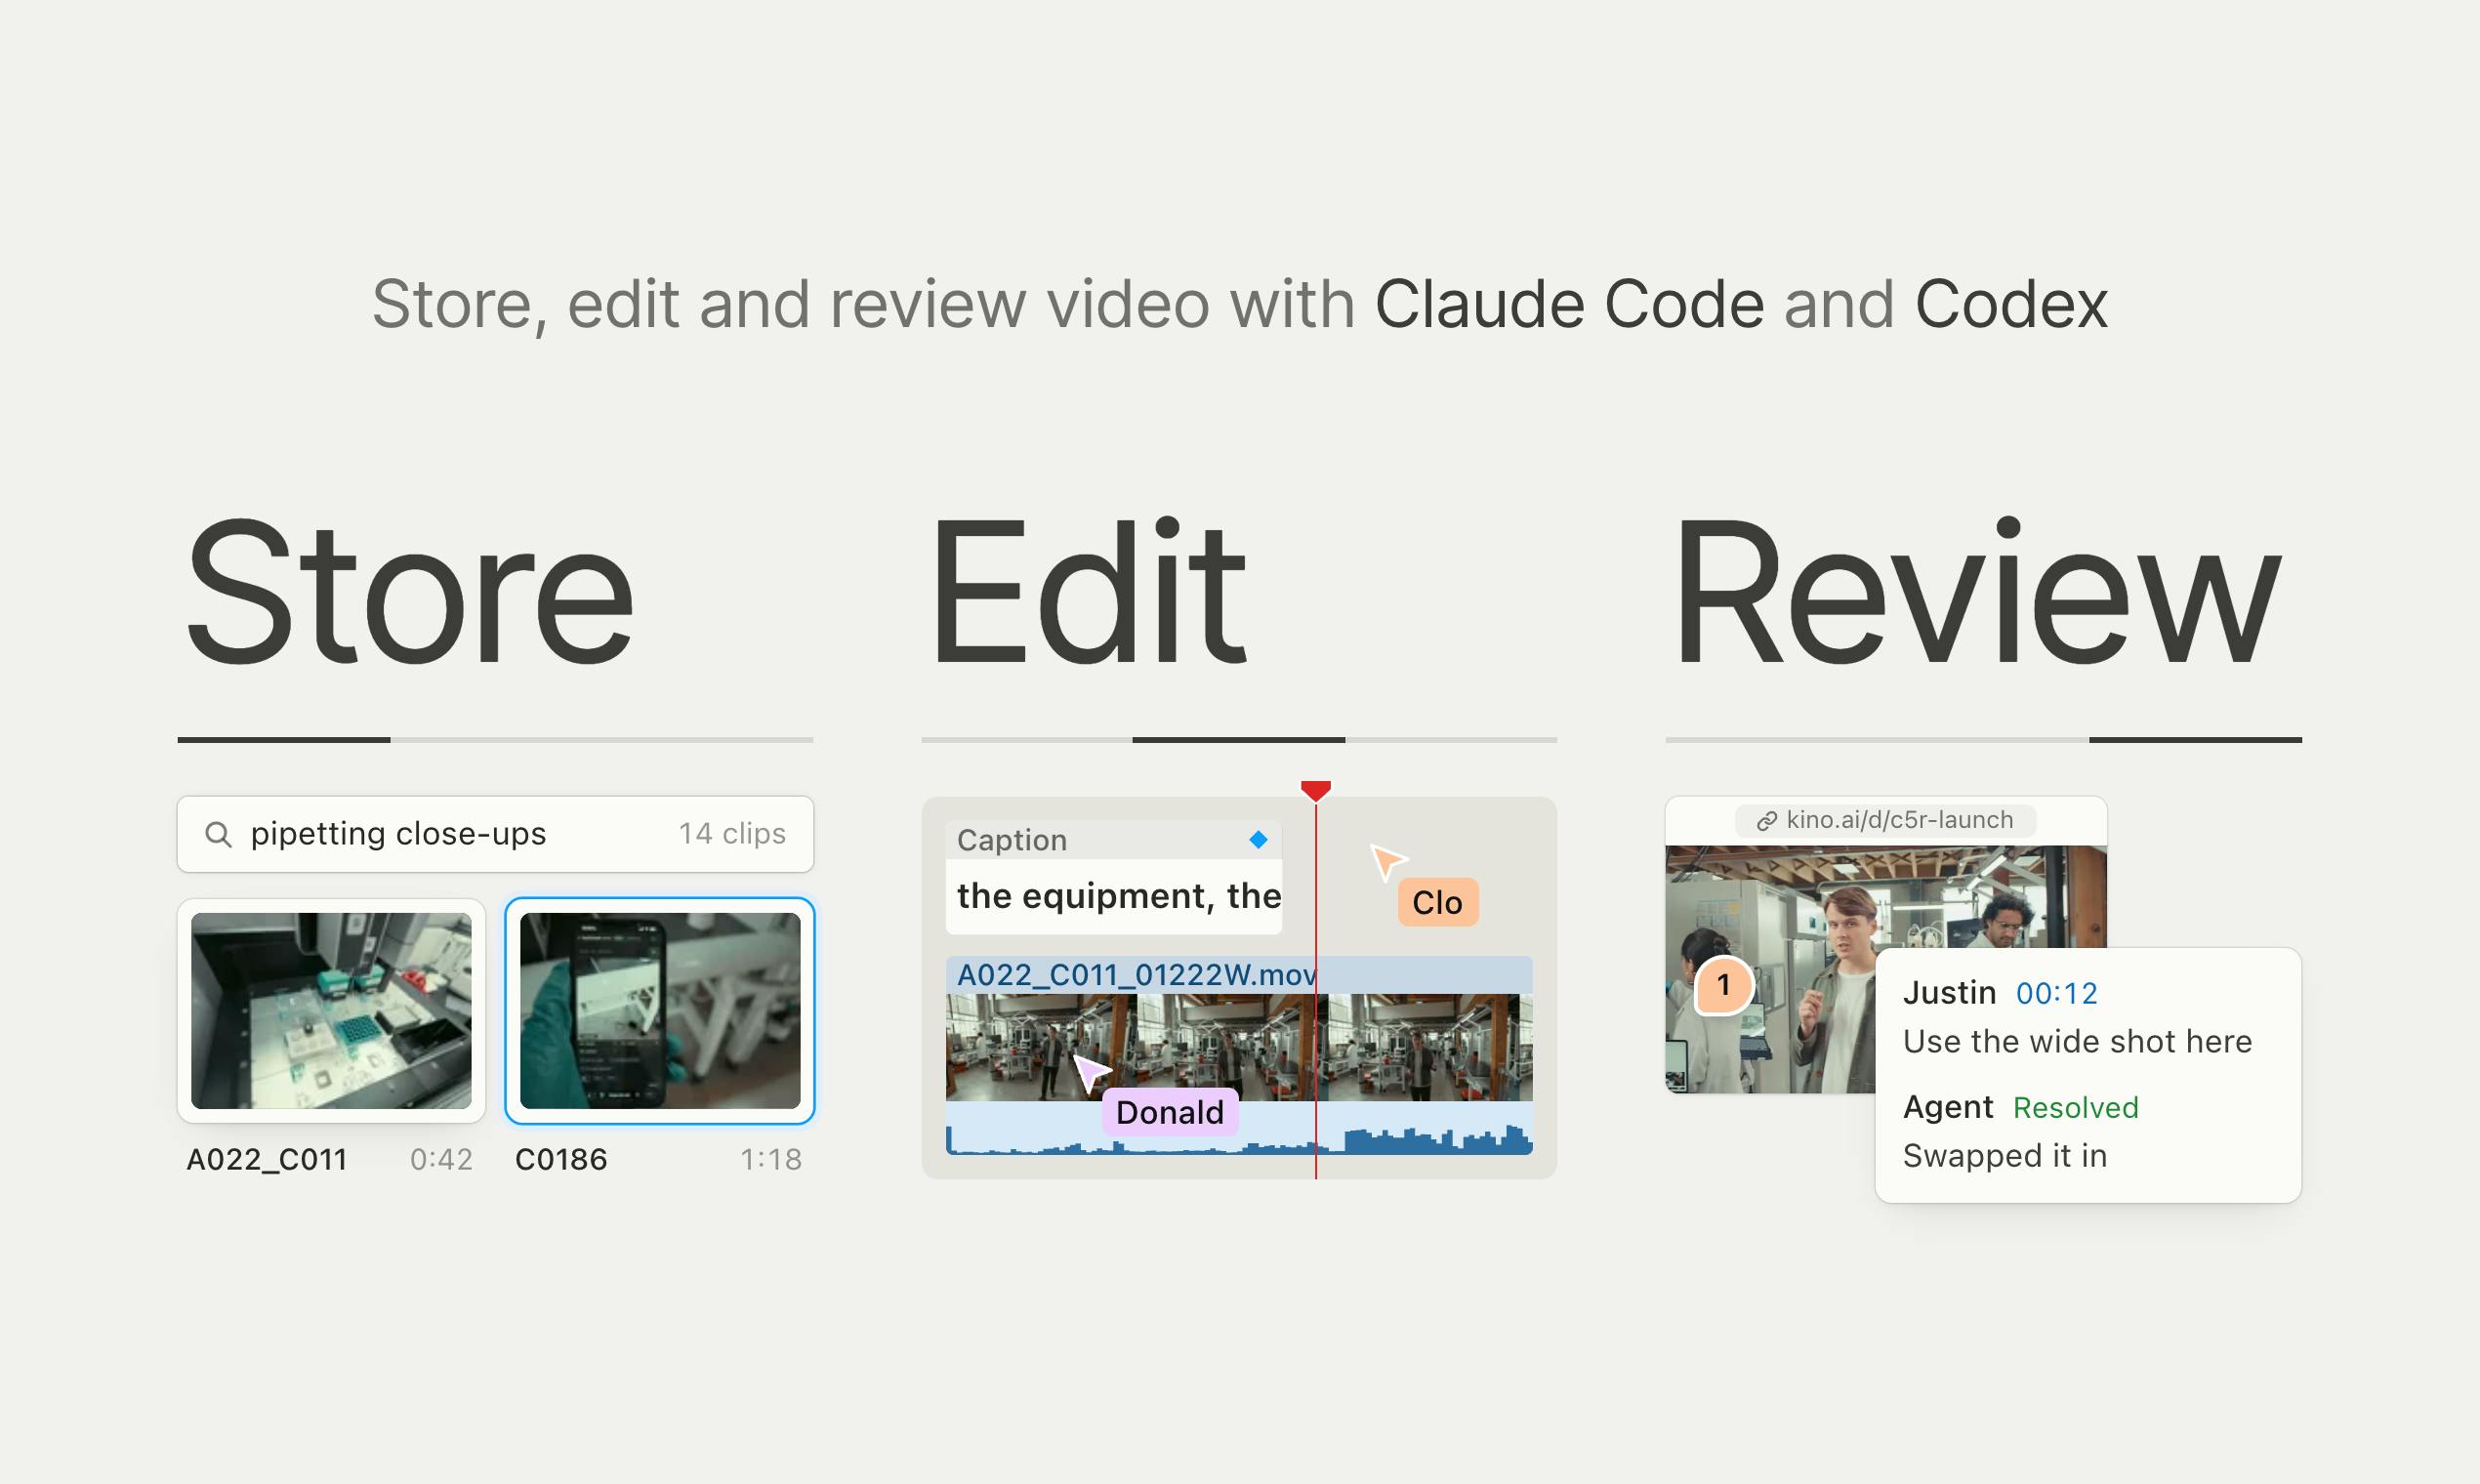 Store, edit and review video with Claude Code and Codex
Store
Edit
Review
pipetting close-ups
14 clips
A022_C011
0:42
C0186
1:18
Caption
the equipment, the
Clo
A022_C011_01222W.mov
Donald
kino.ai/d/c5r-launch
1
Justin 00:12
Use the wide shot here
Agent Resolved
Swapped it in